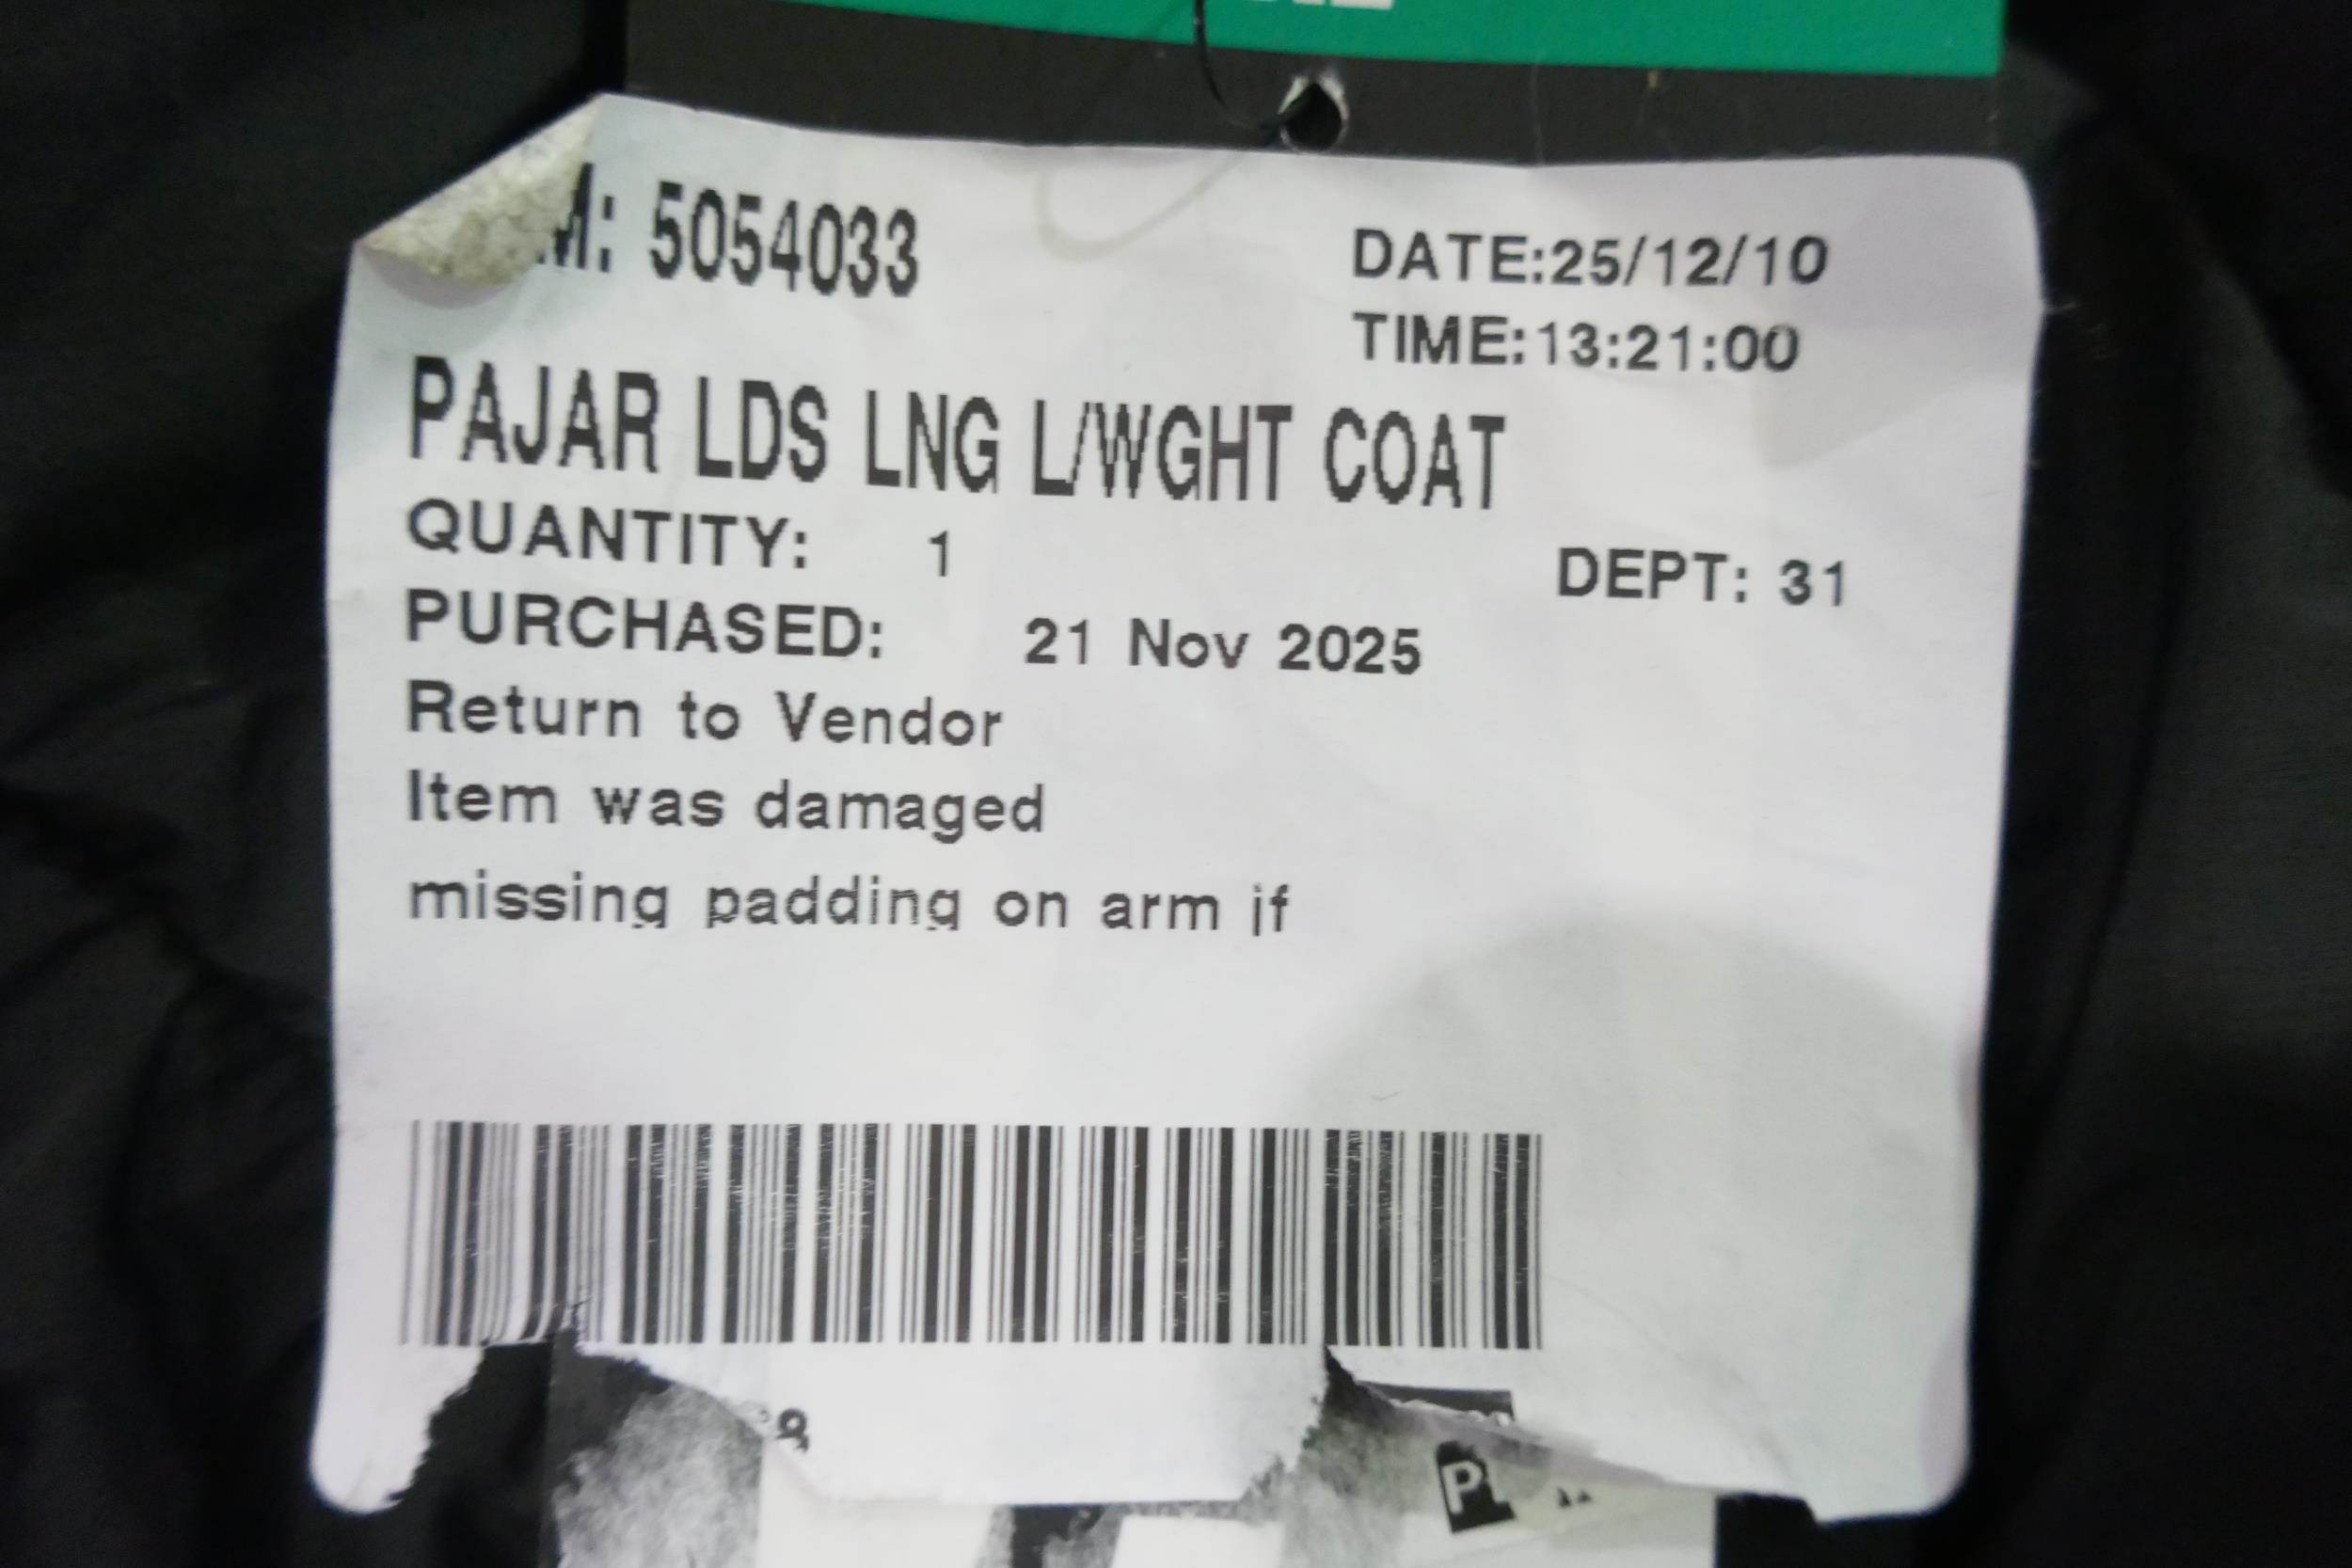 M: 5054033
DATE:25/12/10
TIME:13:21:00
PAJAR LDS LNG L/WGHT COAT
QUANTITY: 1
DEPT: 31
PURCHASED: 21 Nov 2025
Return to Vendor
Item was damaged
missing padding on arm if
8